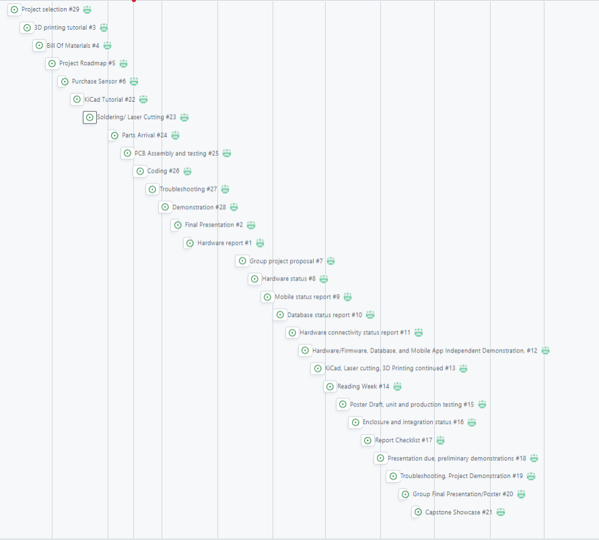 Project selection #29
3D printing tutorial #3
Bill Of Materials #4
Project Roadmap #5
Purchase Sensor #6
KiCad Tutorial #22
Soldering/ Laser Cutting #23
Parts Arrival #24
PCB Assembly and testing #25
Coding #26
Troubleshooting #27
Demonstration #28
Final Presentation #2
Hardware report #1
Group project proposal #7
Hardware status #8
Mobile status report #9
Database status report #10
Hardware connectivity status report #11
Hardware/Firmware, Database, and Mobile App Independent Demonstration, #12
KiCad, Laser cutting, 3D Printing continued #13
Reading Week #14
Poster Draft, unit and production testing #15
Enclosure and integration status #16
Report Checklist #17
Presentation due, preliminary demonstrations #18
Troubleshooting, Project Demonstration #19
Group Final Presentation/Poster #20
Capstone Showcase #21